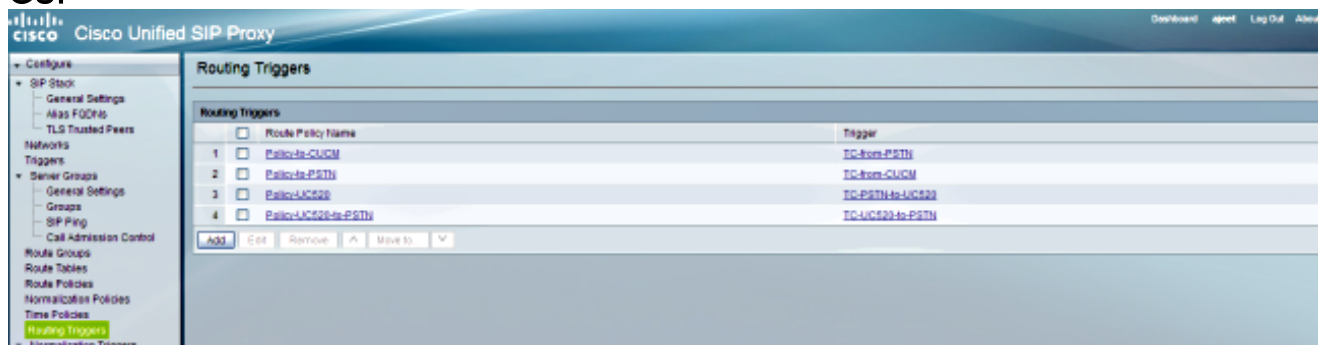 Dashboard ajeet Log Out
cisco Cisco Unified SIP Proxy
Configure
SIP Stack
General Settings
Alias FQDNs
TLS Trusted Peers
Networks
Triggers
Server Groups
General Settings
Groups
SIP Ping
Call Admission Control
Route Groups
Route Tables
Route Policies
Normalization Policies
Time Policies
Routing Triggers
Routing Triggers
Routing Triggers
Route Policy Name Trigger
1 Policy-to-CUCM TC-from-PSTN
2 Policy-to-PSTN TC-from-CUCM
3 Policy-UC520 TC-PSTN-to-UC520
4 Policy-UC520-to-PSTN TC-UC520-to-PSTN
Add Edit Remove Move to